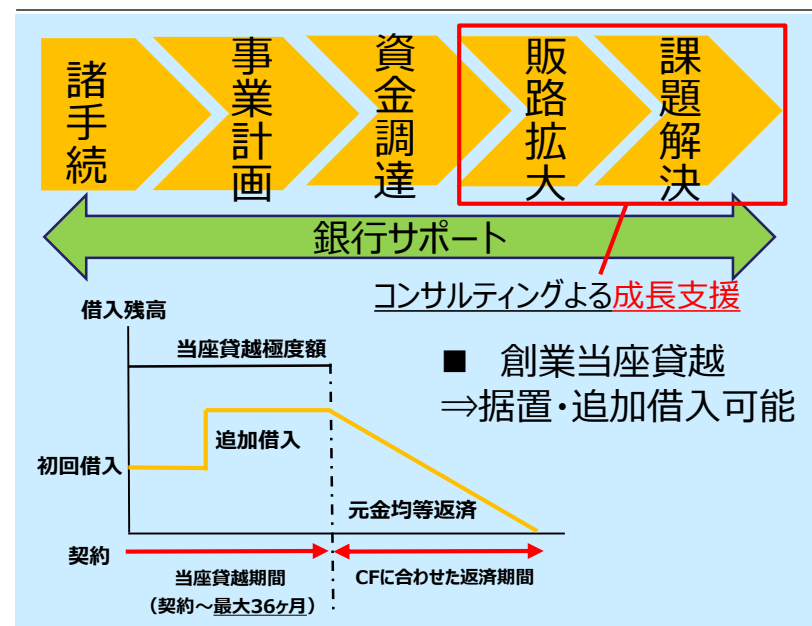 諸手続
事業計画
資金調達
販路拡大
課題解決
銀行サポート
コンサルティングよる成長支援
借入残高
当座貸越極度額
■ 創業当座貸越
⇒据置・追加借入可能
追加借入
初回借入
元金均等返済
契約
当座貸越期間
(契約～最大36ヶ月)
CFに合わせた返済期間